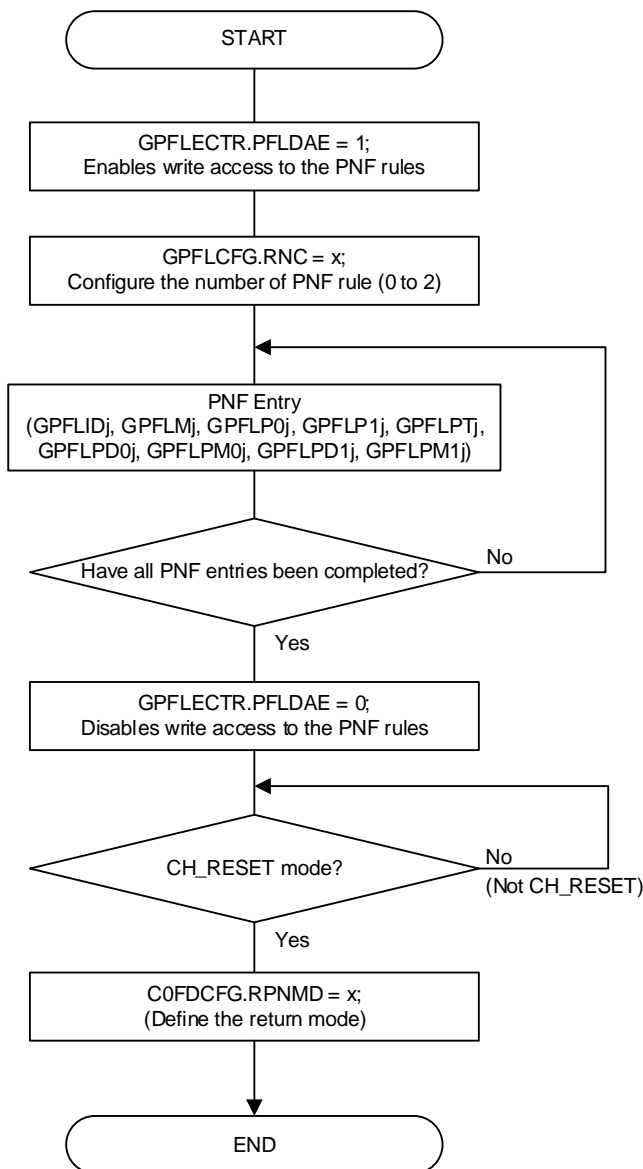 START
GPFLECTR.PFLDAE = 1;
Enables write access to the PNF rules
GPFLCFG.RNC = x;
Configure the number of PNF rule (0 to 2)
PNF Entry
(GPFLIDj, GPFLMj, GPFLP0j, GPFLP1j, GPFLPTj,
GPFLPD0j, GPFLPM0j, GPFLPD1j, GPFLPM1j)
Have all PNF entries been completed?
No
Yes
GPFLECTR.PFLDAE = 0;
Disables write access to the PNF rules
CH_RESET mode?
No
(Not CH_RESET)
Yes
C0FDCFG.RPNMD = x;
(Define the return mode)
END